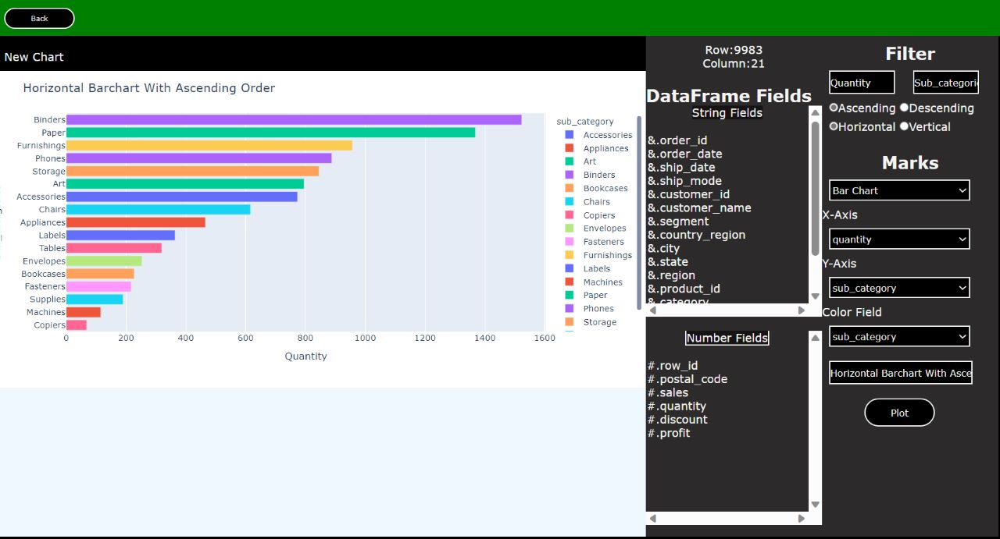 Back
New Chart
Horizontal Barchart With Ascending Order
Binders
Paper
Furnishings
Phones
Storage
Art
Accessories
Chairs
Appliances
Labels
Tables
Envelopes
Bookcases
Fasteners
Supplies
Machines
Copiers
0 200 400 600 800 1000 1200 1400 1600
Quantity
sub_category
Accessories
Appliances
Art
Binders
Bookcases
Chairs
Copiers
Envelopes
Fasteners
Furnishings
Labels
Machines
Paper
Phones
Storage
Row:9983
Column:21
DataFrame Fields
String Fields
&.order_id
&.order_date
&.ship_date
&.ship_mode
&.customer_id
&.customer_name
&.segment
&.country_region
&.city
&.state
&.region
&.product_id
&.category
Number Fields
#.row_id
#.postal_code
#.sales
#.quantity
#.discount
#.profit
Filter
Quantity Sub_categori
Ascending Descending
Horizontal Vertical
Marks
Bar Chart
X-Axis
quantity
Y-Axis
sub_category
Color Field
sub_category
Horizontal Barchart With Asce
Plot